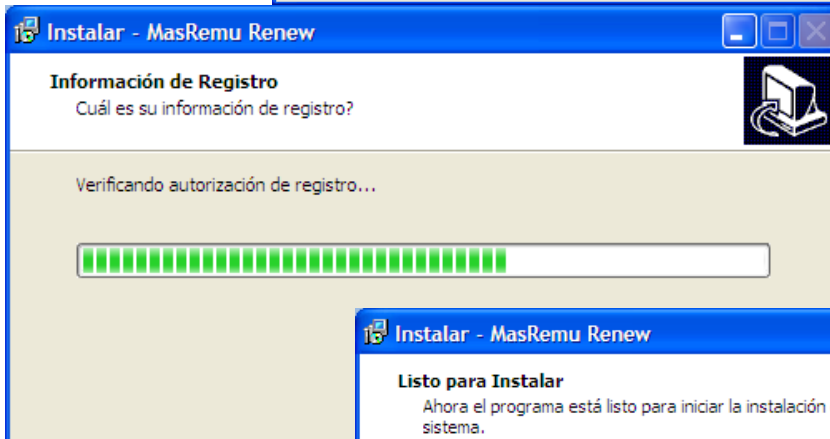 Instalar - MasRemu Renew
Información de Registro
Cuál es su información de registro?
Verificando autorización de registro...
Instalar - MasRemu Renew
Listo para Instalar
Ahora el programa está listo para iniciar la instalación
sistema.